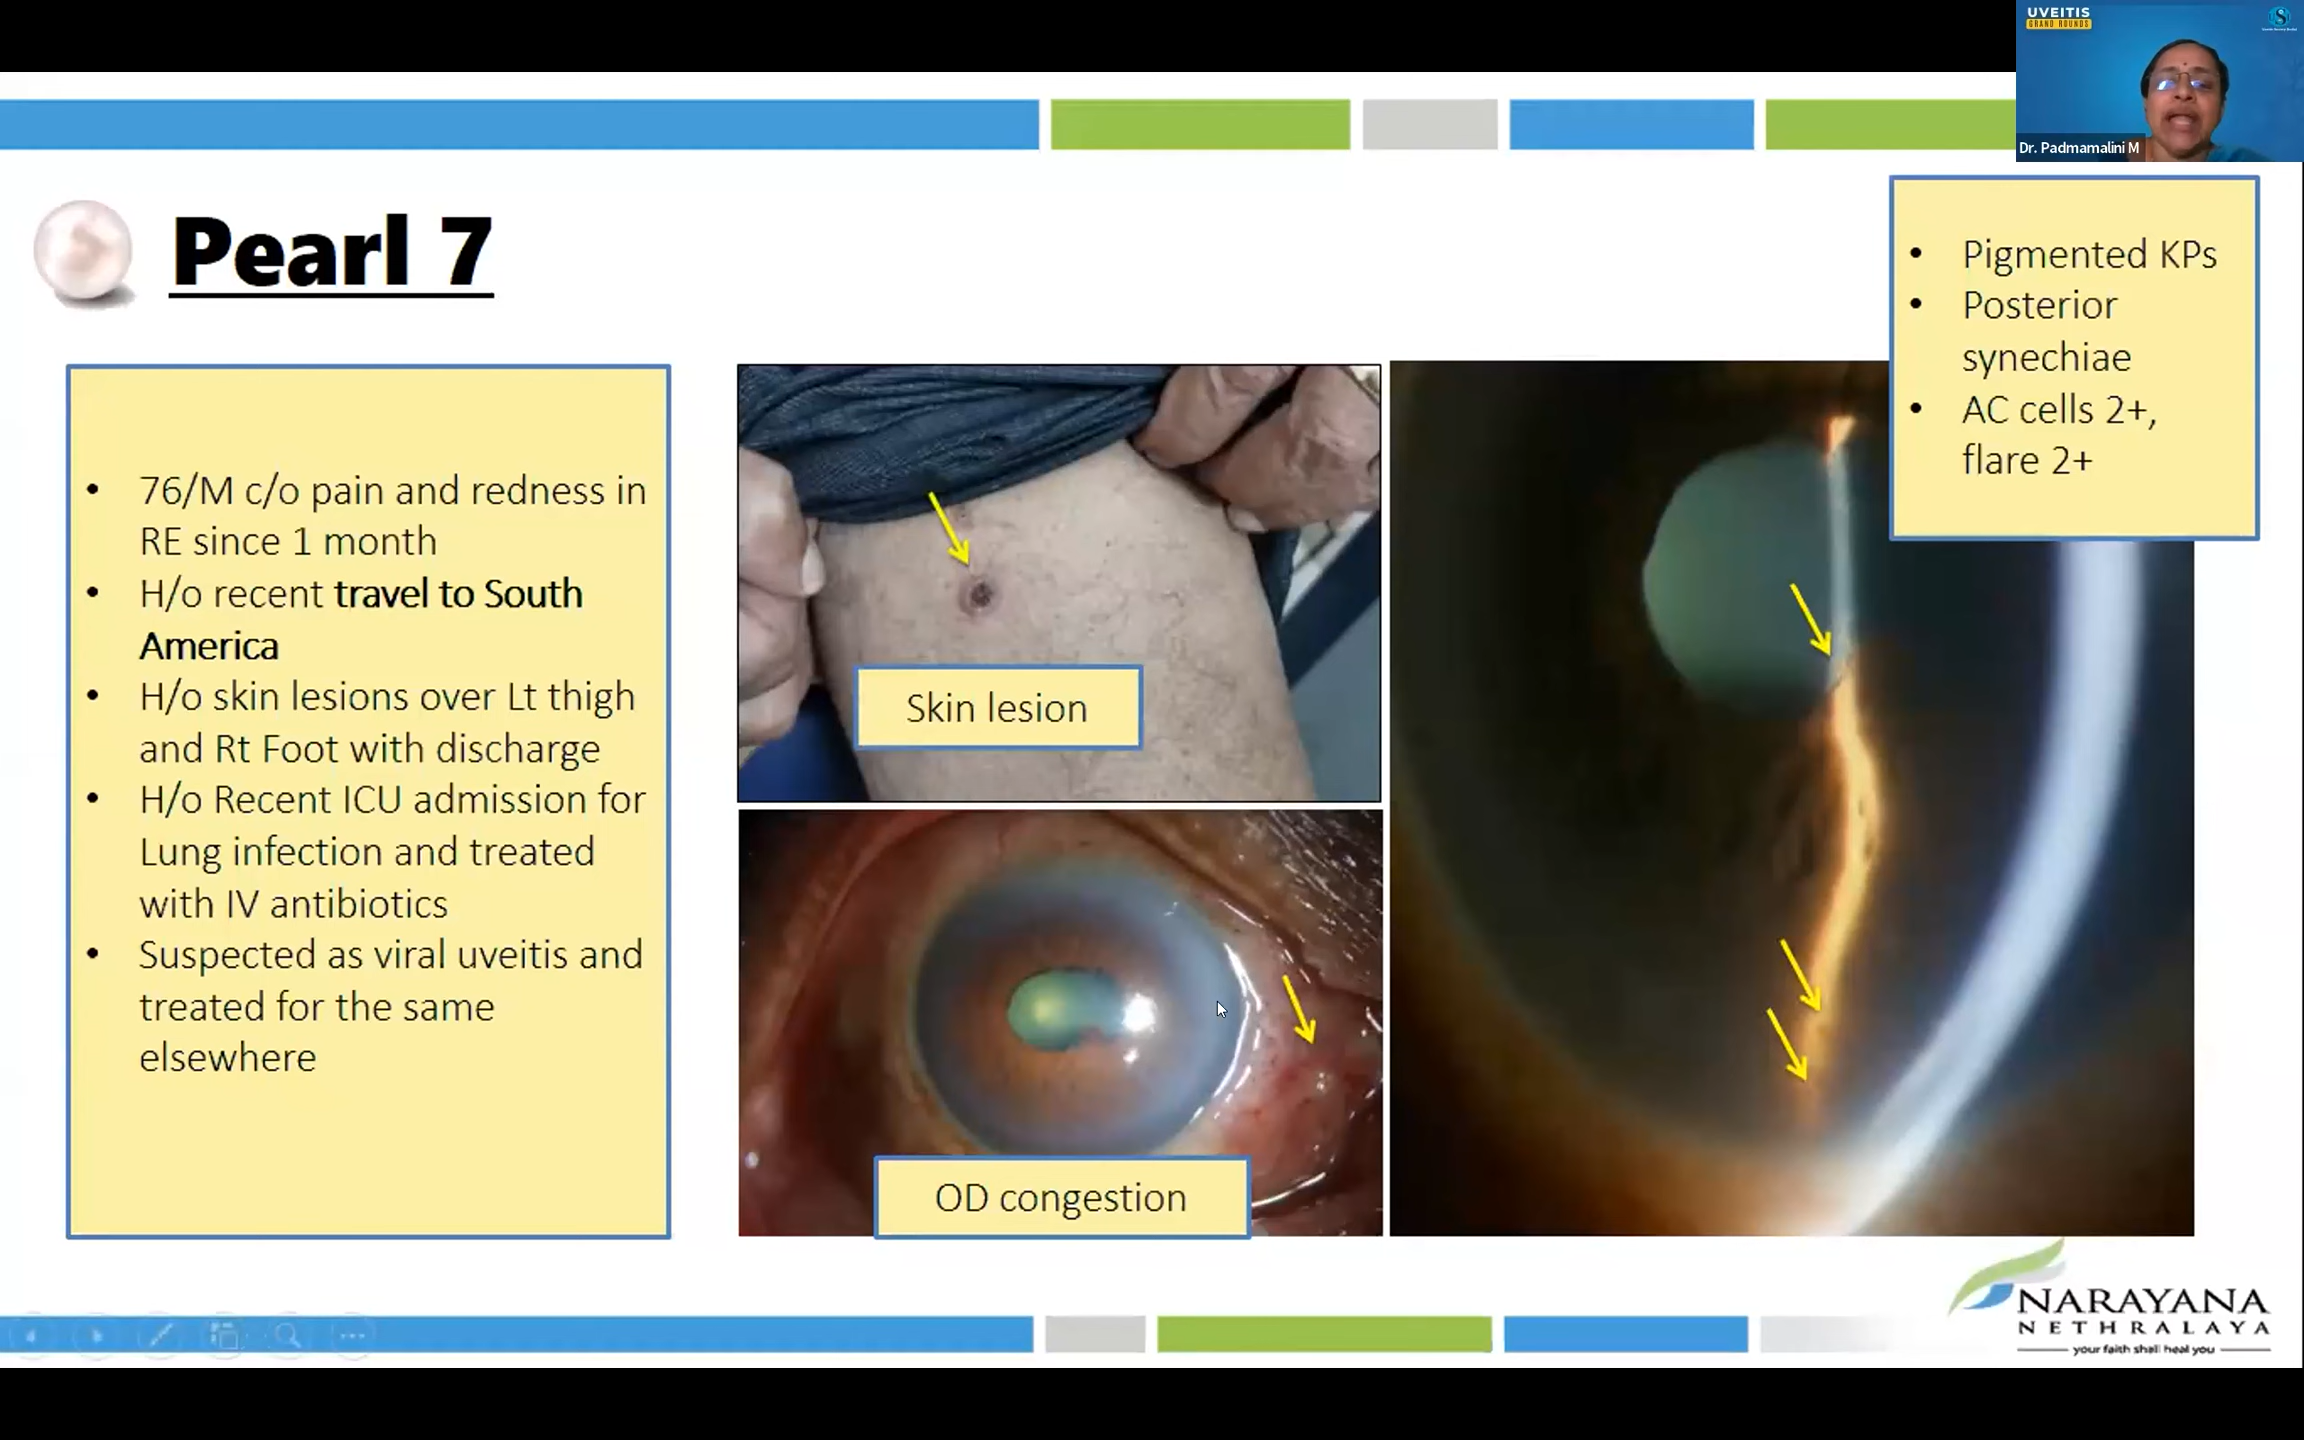 UVEITIS
GRAND ROUNDS
Dr. Padmamalini M
Pearl 7
• Pigmented KPs
• Posterior
synechiae
• AC cells 2+,
flare 2+
• 76/M c/o pain and redness in
RE since 1 month
• H/o recent travel to South
America
• H/o skin lesions over Lt thigh
and Rt Foot with discharge
• H/o Recent ICU admission for
Lung infection and treated
with IV antibiotics
• Suspected as viral uveitis and
treated for the same
elsewhere
Skin lesion
OD congestion
NARAYANA
NETHRALAYA
your faith shall heal you